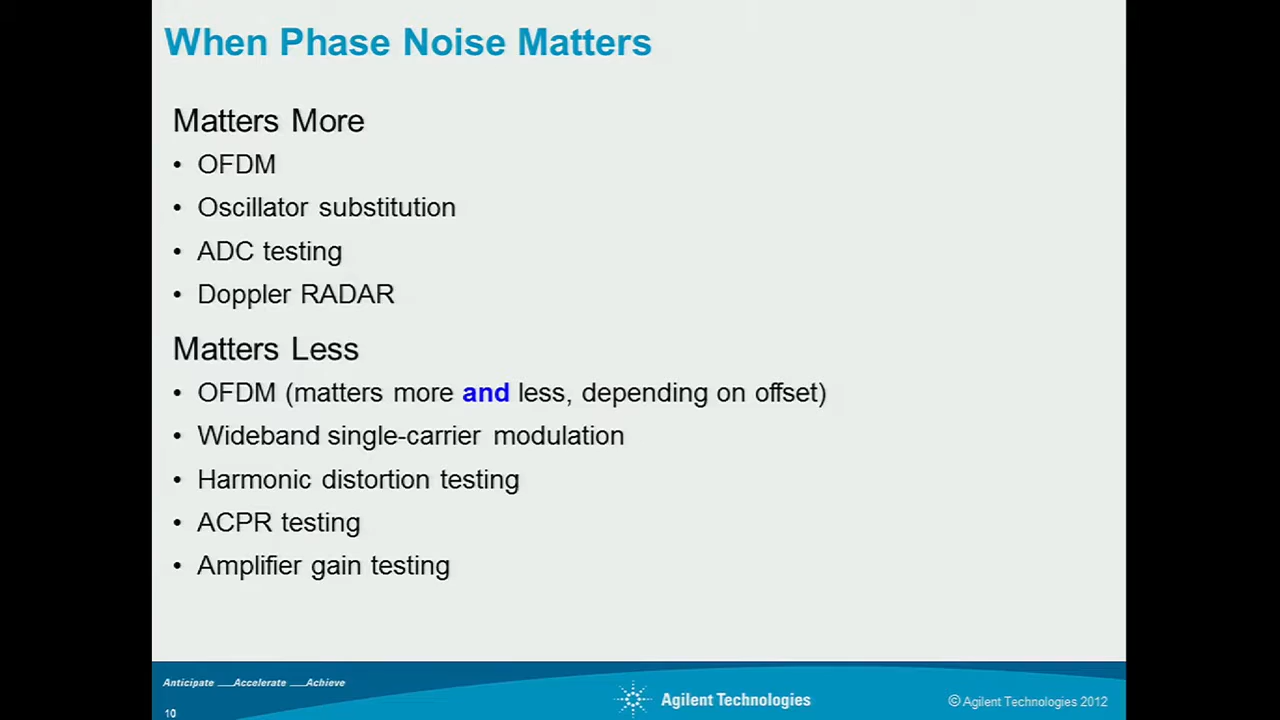 When Phase Noise Matters
Matters More
• OFDM
• Oscillator substitution
• ADC testing
• Doppler RADAR
Matters Less
• OFDM (matters more and less, depending on offset)
• Wideband single-carrier modulation
• Harmonic distortion testing
• ACPR testing
• Amplifier gain testing
Anticipate __Accelerate __Achieve
Agilent Technologies
© Agilent Technologies 2012
10